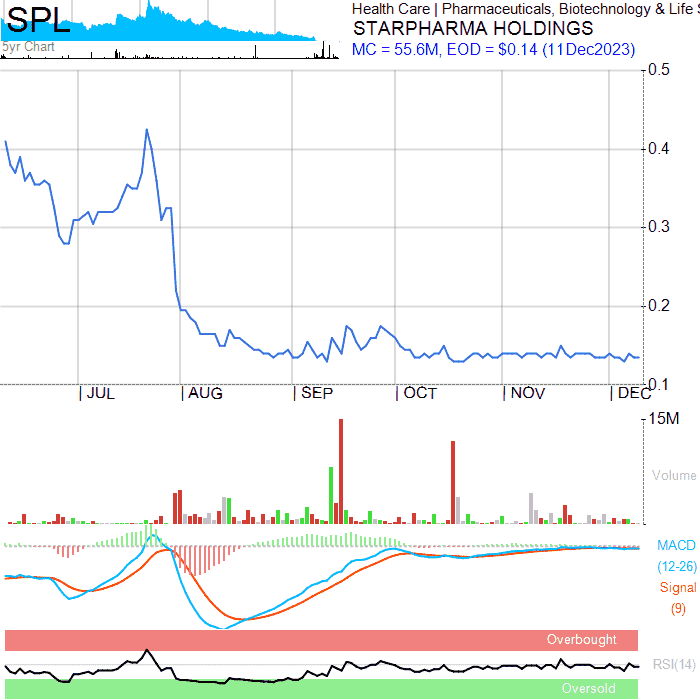 SPL
5yr Chart
Health Care | Pharmaceuticals, Biotechnology & Life S
STARPHARMA HOLDINGS
MC = 55.6M, EOD = $0.14 (11Dec2023)
0.5
0.4
0.3
0.2
0.1
JUL
AUG
SEP
OCT
NOV
DEC
15M
Volume
MACD
(12-26)
Signal
(9)
Overbought
RSI(14)
Oversold